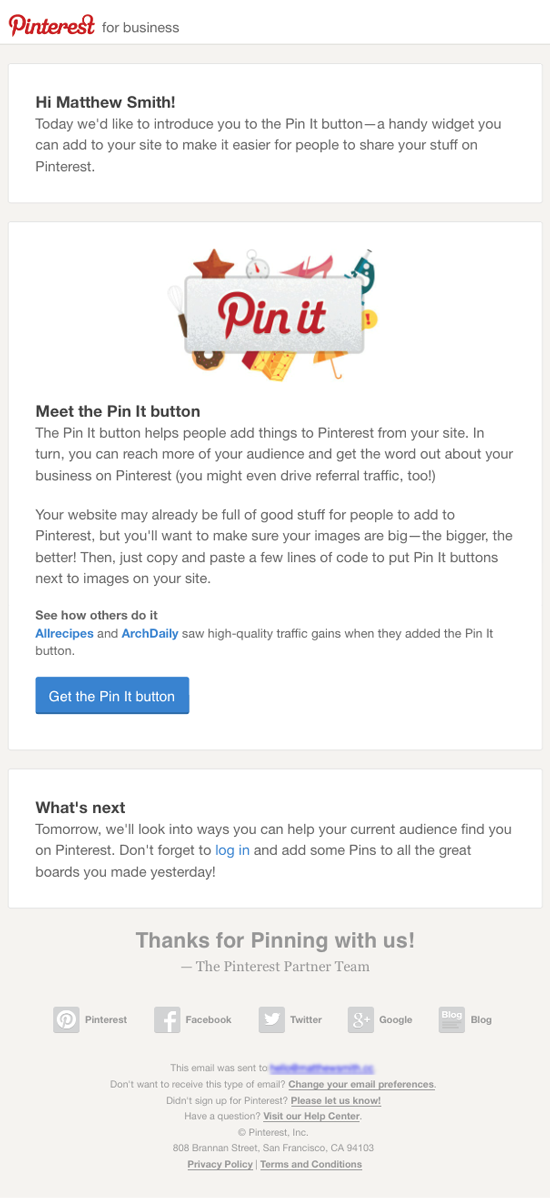 Pinterest for business
Hi Matthew Smith!
Today we'd like to introduce you to the Pin It button—a handy widget you
can add to your site to make it easier for people to share your stuff on
Pinterest.
Pin it
Meet the Pin It button
The Pin It button helps people add things to Pinterest from your site. In
turn, you can reach more of your audience and get the word out about your
business on Pinterest (you might even drive referral traffic, too!)
Your website may already be full of good stuff for people to add to
Pinterest, but you'll want to make sure your images are big—the bigger, the
better! Then, just copy and paste a few lines of code to put Pin It buttons
next to images on your site.
See how others do it
Allrecipes and ArchDaily saw high-quality traffic gains when they added the Pin It
button.
Get the Pin It button
What's next
Tomorrow, we'll look into ways you can help your current audience find you
on Pinterest. Don't forget to log in and add some Pins to all the great
boards you made yesterday!
Thanks for Pinning with us!
— The Pinterest Partner Team
Pinterest Facebook Twitter Google Blog Blog
This email was sent to
Don't want to receive this type of email? Change your email preferences.
Didn't sign up for Pinterest? Please let us know!
Have a question? Visit our Help Center.
© Pinterest, Inc.
808 Brannan Street, San Francisco, CA 94103
Privacy Policy | Terms and Conditions